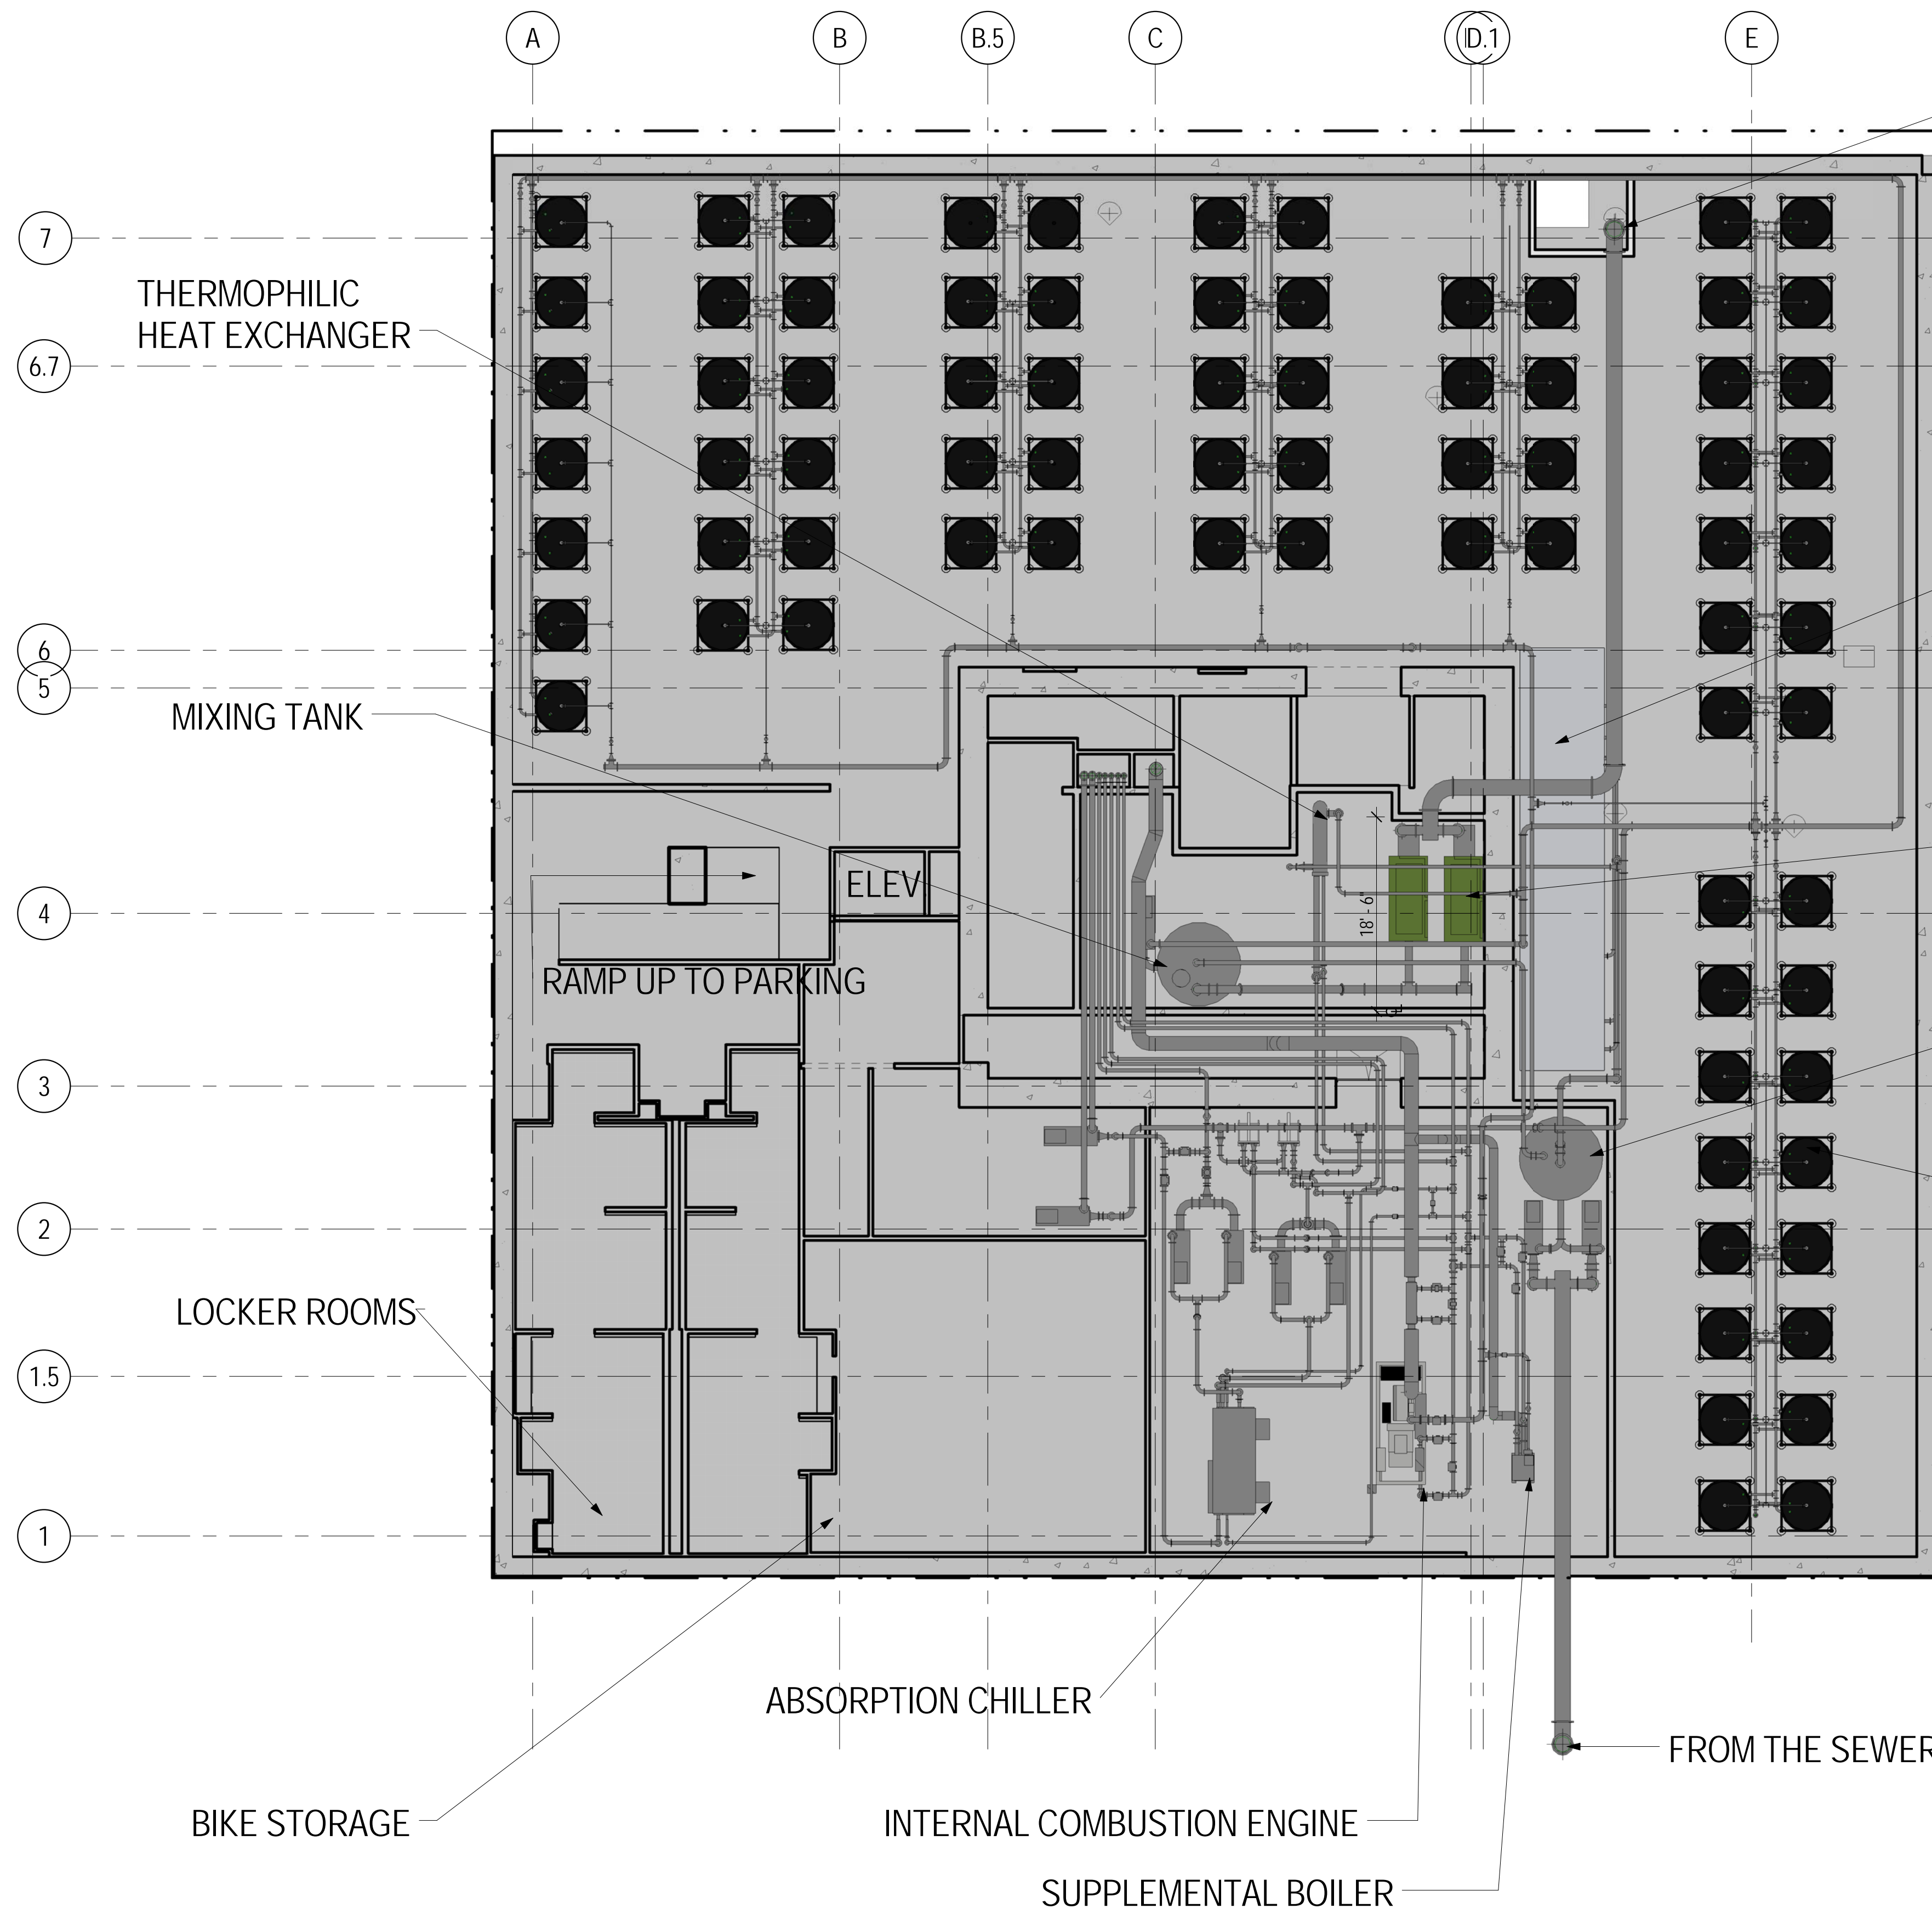 A
B
B.5
C
D.1
E
7
THERMOPHILIC
HEAT EXCHANGER
6.7
6
5
MIXING TANK
ELEV
4
18' - 6"
RAMP UP TO PARKING
3
2
LOCKER ROOMS
1.5
1
ABSORPTION CHILLER
FROM THE SEWER
BIKE STORAGE
INTERNAL COMBUSTION ENGINE
SUPPLEMENTAL BOILER